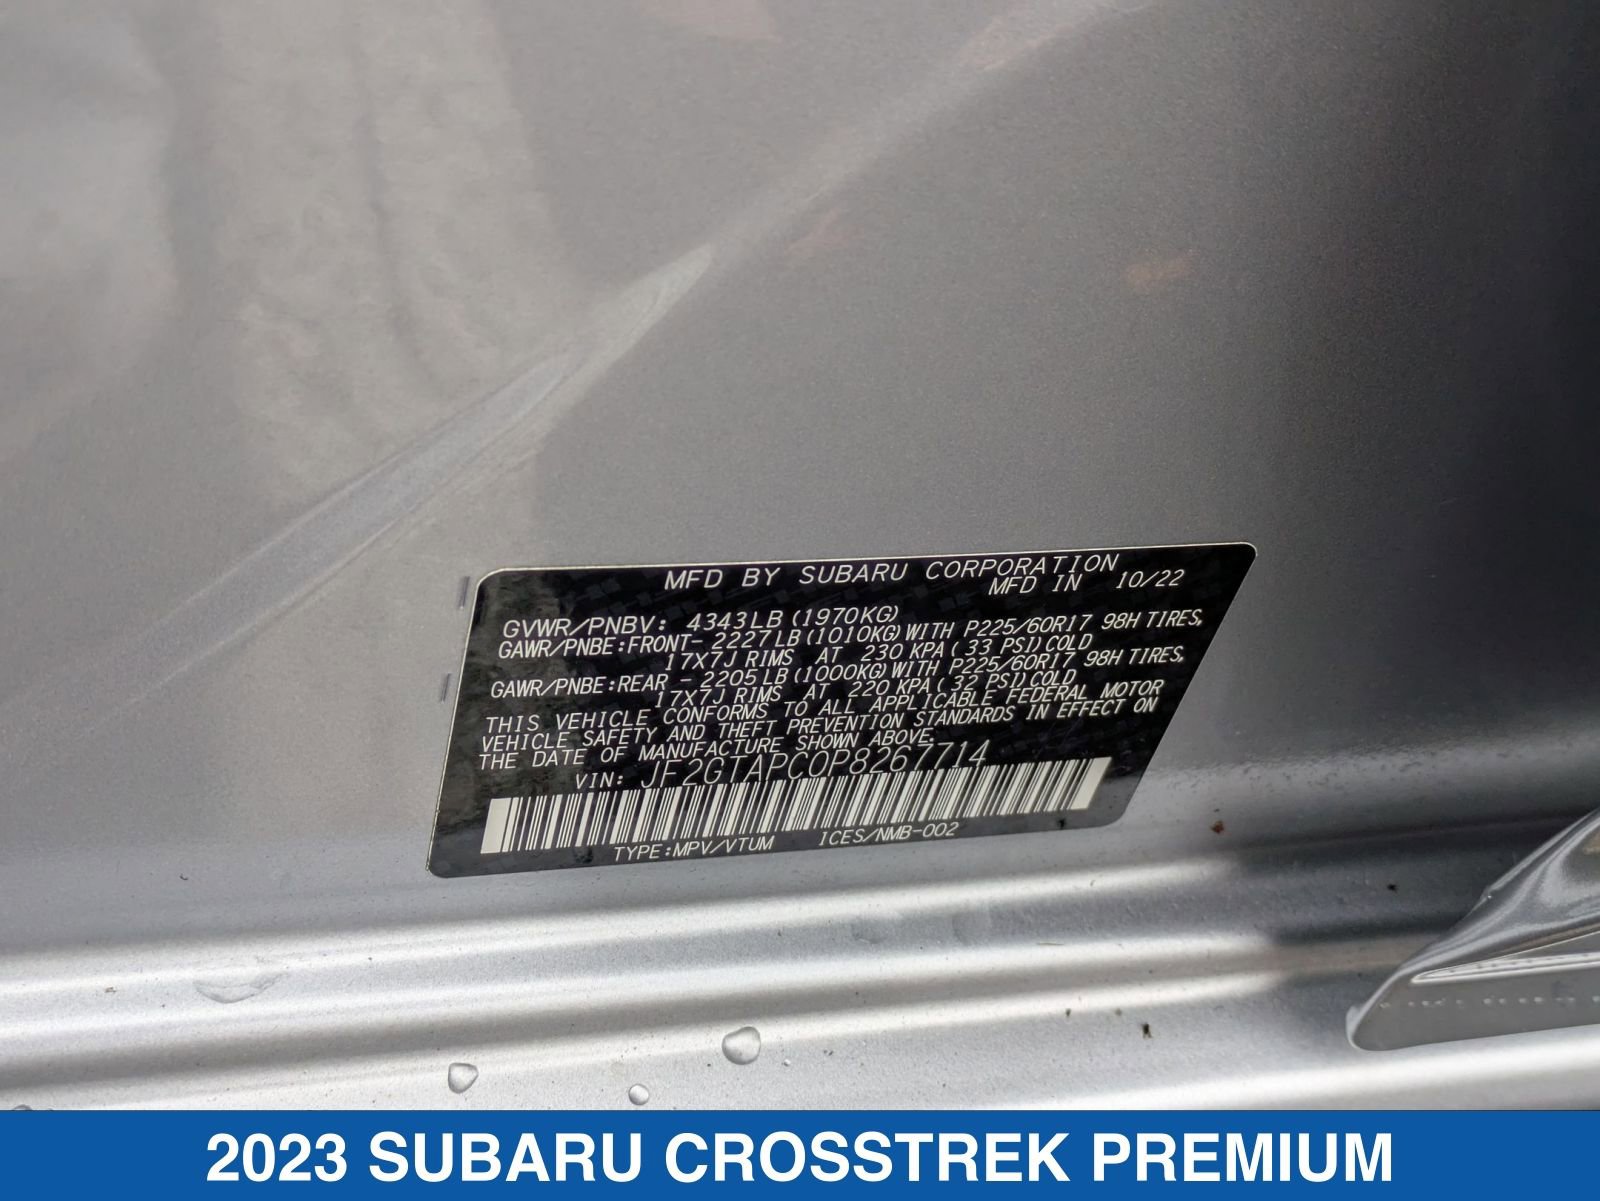 MFD BY SUBARU CORPORATION
MFD IN 10/22
GVWR/PNBV: 4343LB(1970KG)
GAWR/PNBE:FRONT- 2227LB(1010KG)WITH P225/60R17 98H TIRES,
17X7J RIMS AT 230 KPA( 33 PSI)COLD
GAWR/PNBE:REAR - 2205LB(1000KG)WITH P225/60R17 98H TIRES,
17X7J RIMS AT 220 KPA( 32 PSI)COLD
THIS VEHICLE CONFORMS TO ALL APPLICABLE FEDERAL MOTOR
VEHICLE SAFETY AND THEFT PREVENTION STANDARDS IN EFFECT ON
THE DATE OF MANUFACTURE SHOWN ABOVE.
VIN: JF2GTAPC0P8267714
TYPE:MPV/VTUM ICES/NMB-002
2023 SUBARU CROSSTREK PREMIUM